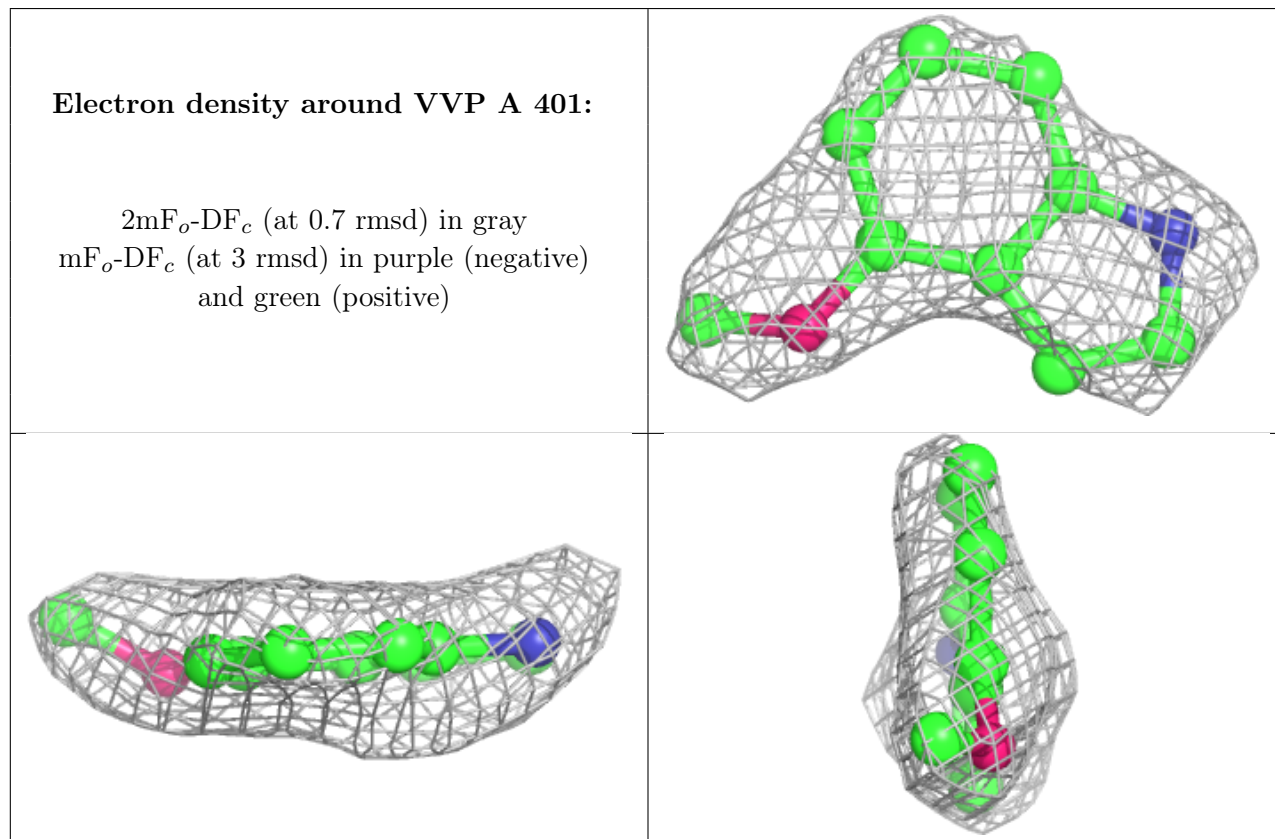 Electron density around VVP A 401:
2mFo-DFc (at 0.7 rmsd) in gray
mFo-DFc (at 3 rmsd) in purple (negative)
and green (positive)